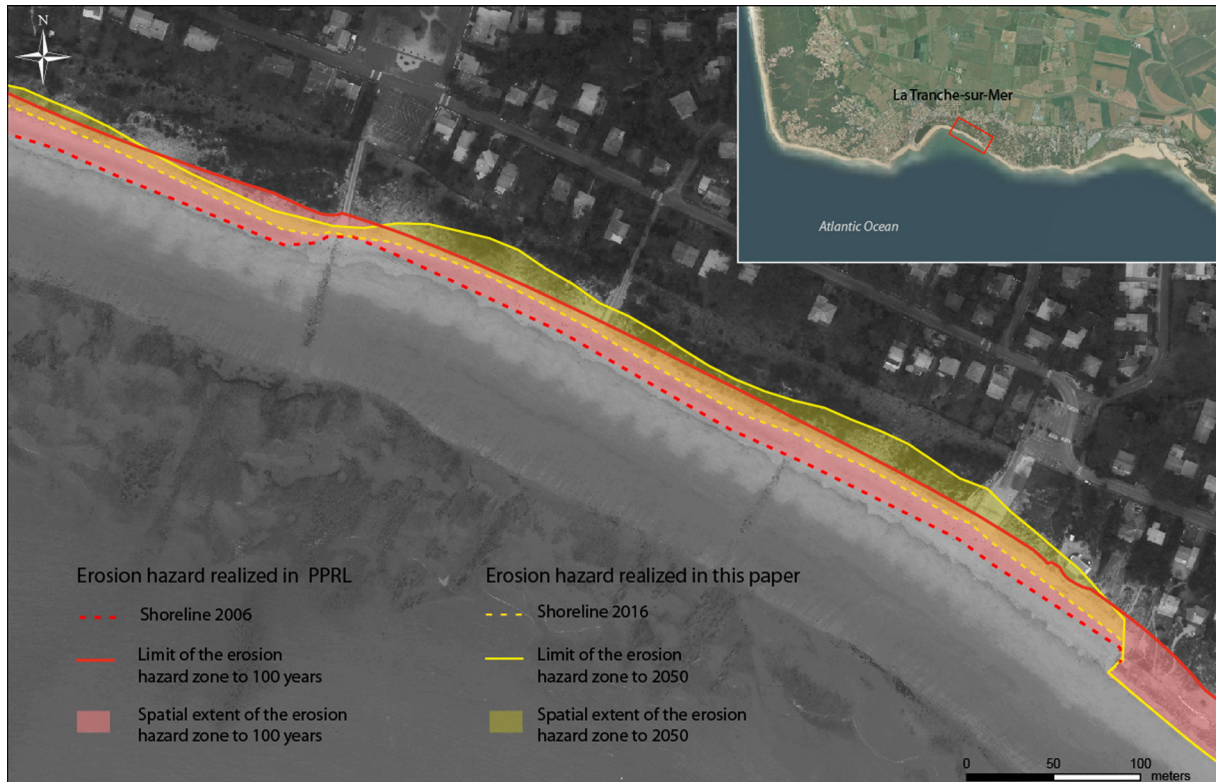 N
La Tranche-sur-Mer
Atlantic Ocean
Erosion hazard realized in PPRL
Shoreline 2006
Limit of the erosion
hazard zone to 100 years
Spatial extent of the erosion
hazard zone to 100 years
Erosion hazard realized in this paper
Shoreline 2016
Limit of the erosion
hazard zone to 2050
Spatial extent of the erosion
hazard zone to 2050
0 50 100
meters